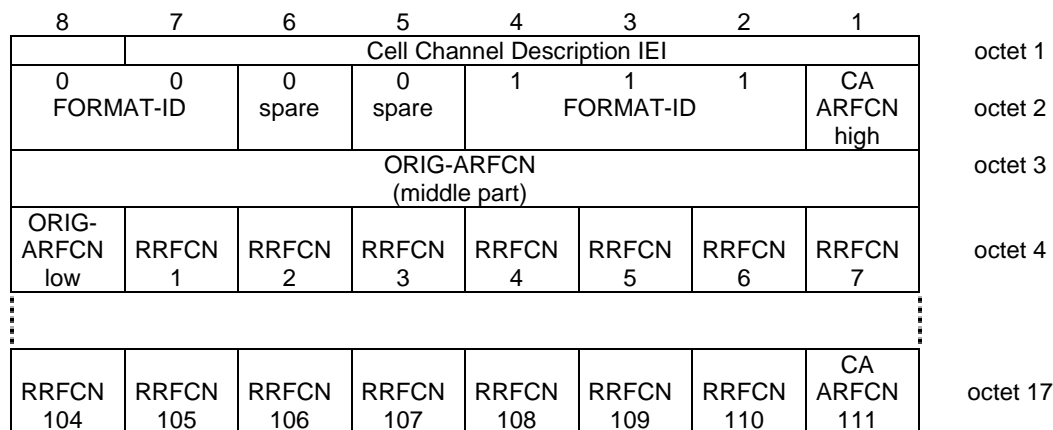 8 7 6 5 4 3 2 1
Cell Channel Description IEI octet 1
0 0 0 0 1 1 1 CA
FORMAT-ID spare spare FORMAT-ID ARFCN octet 2
high
ORIG-ARFCN octet 3
(middle part)
ORIG-
ARFCN RRFCN RRFCN RRFCN RRFCN RRFCN RRFCN RRFCN octet 4
low 1 2 3 4 5 6 7
CA
RRFCN RRFCN RRFCN RRFCN RRFCN RRFCN RRFCN ARFCN octet 17
104 105 106 107 108 109 110 111